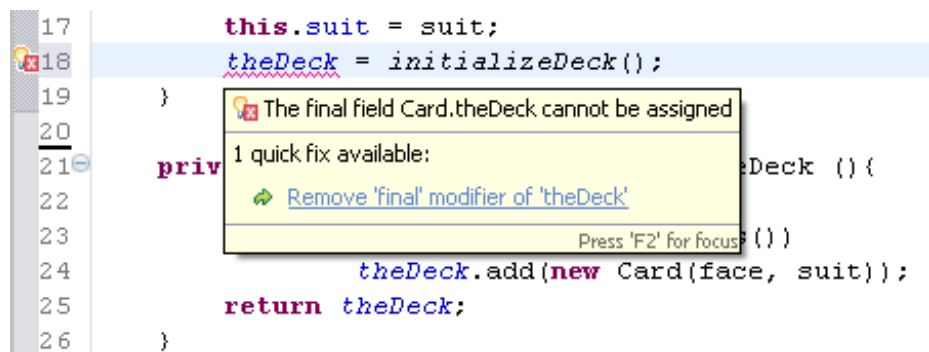 17 this.suit = suit;
18 theDeck = initializeDeck();
19 }
The final field Card.theDeck cannot be assigned
20
1 quick fix available:
21 priv eDeck (){
Remove 'final' modifier of 'theDeck'
22
23 ())
Press 'F2' for focus
24 theDeck.add(new Card(face, suit));
25 return theDeck;
26 }